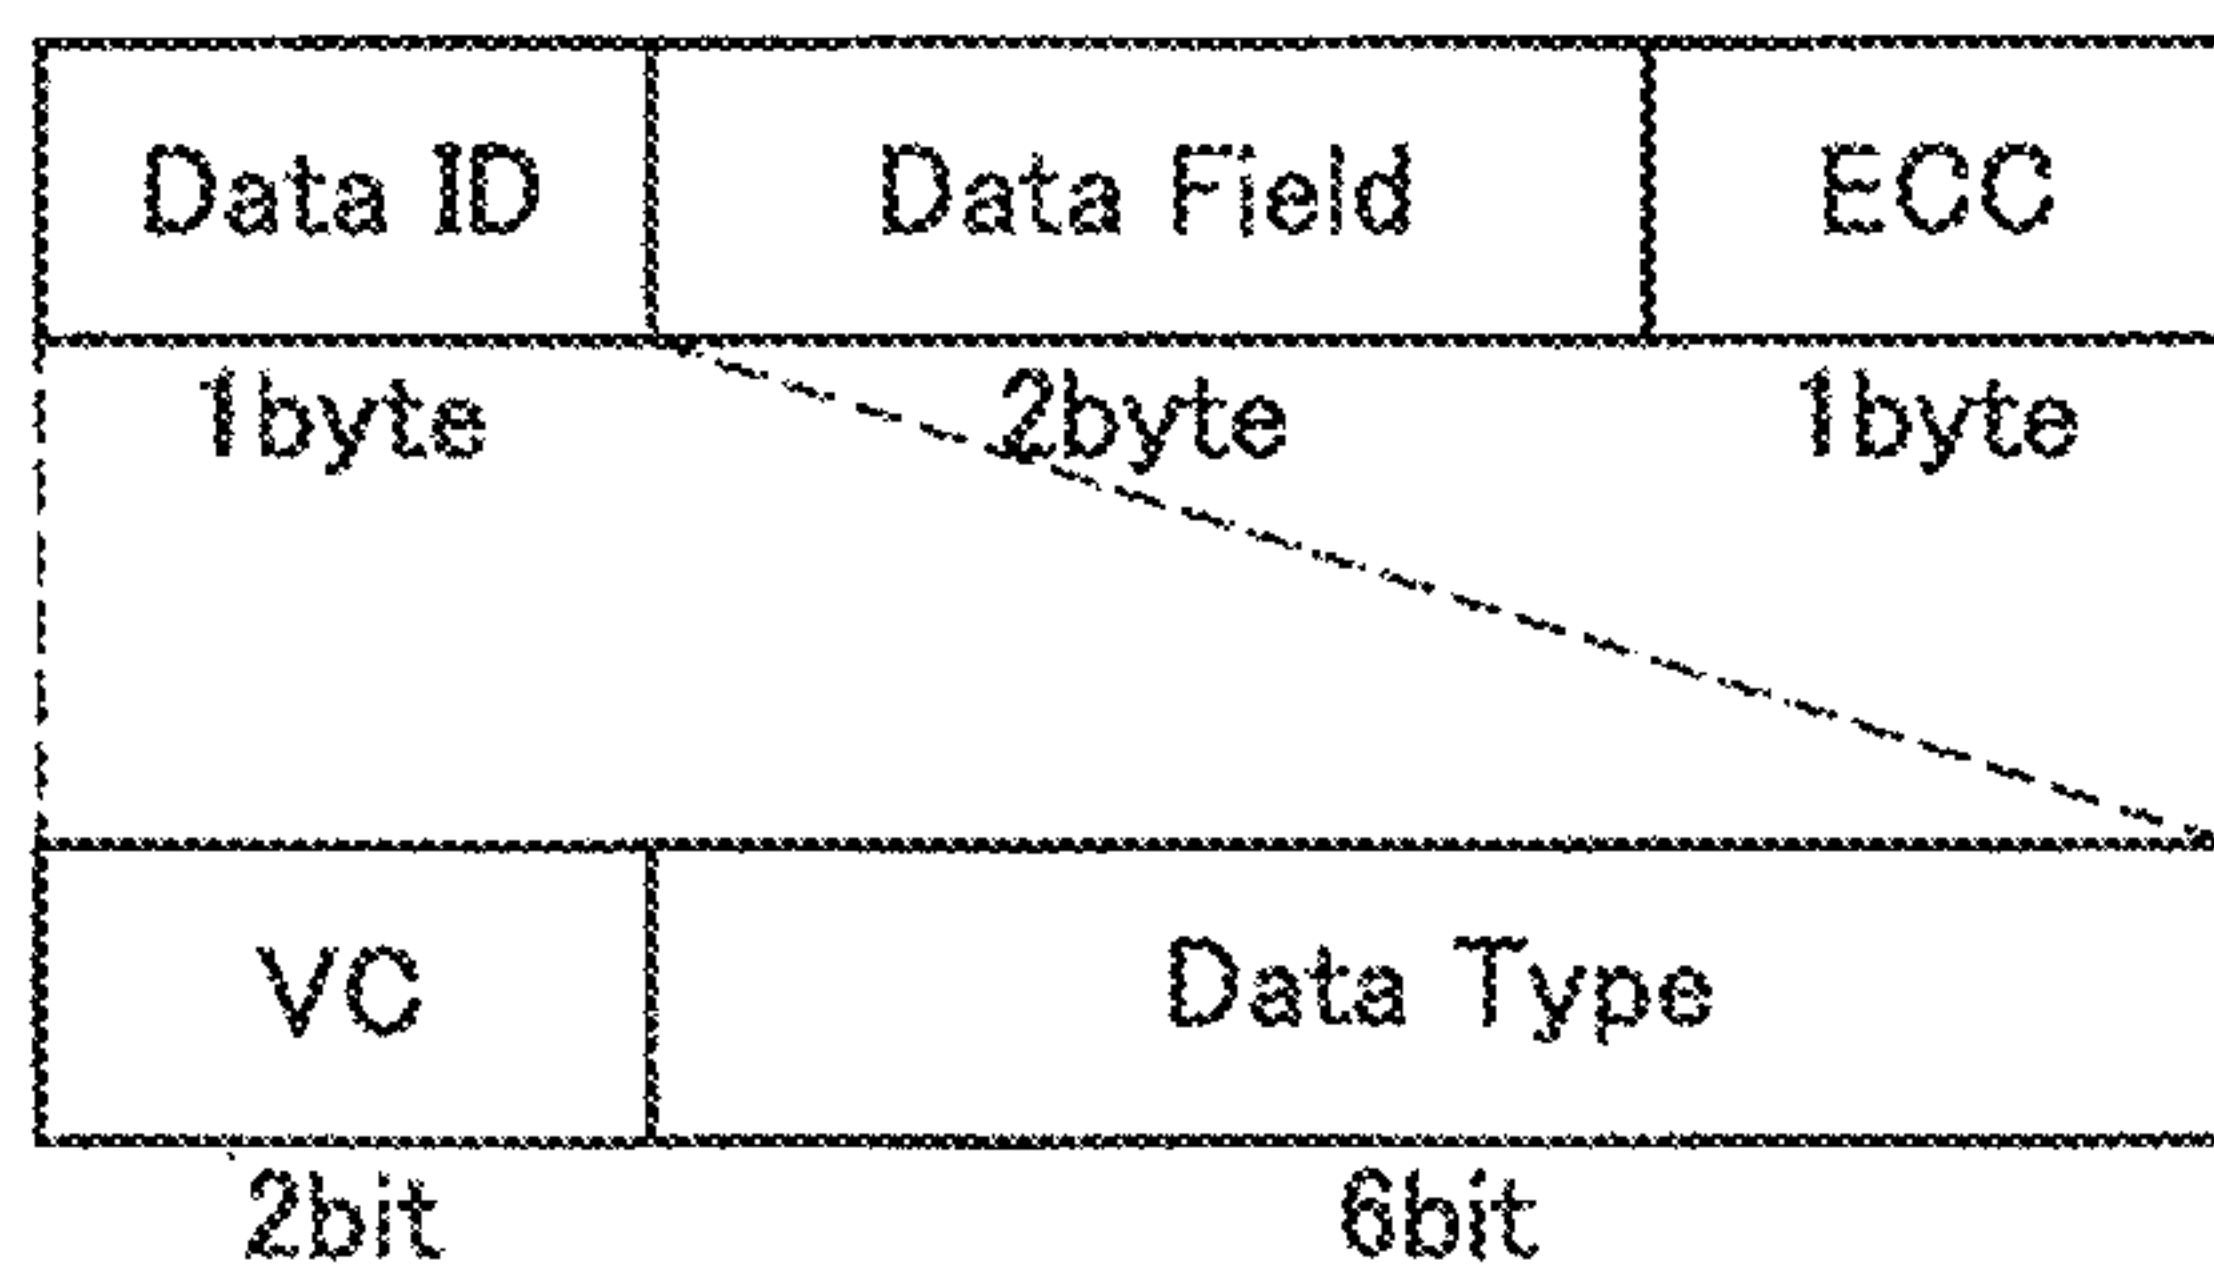 Data ID Data Field ECC
1byte 2byte 1byte
VC Data Type
2bit 6bit